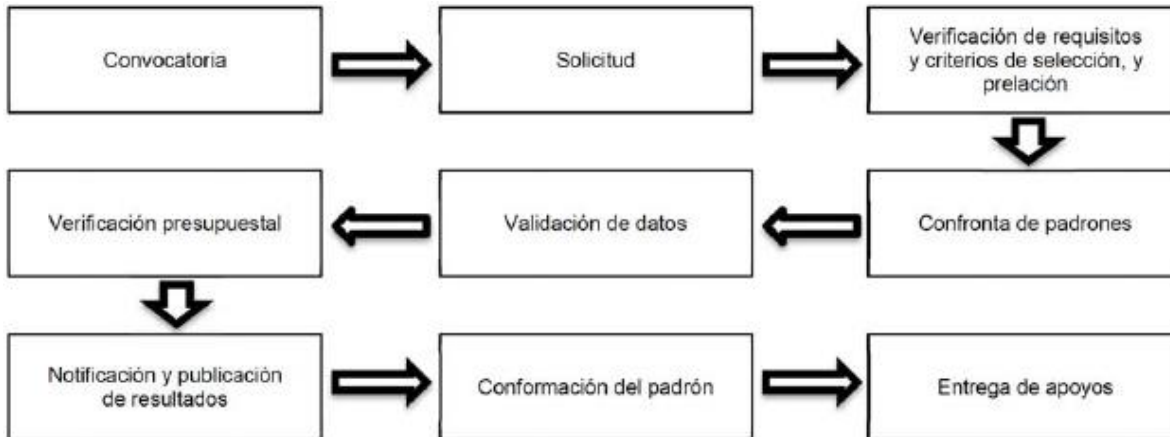 Convocatoria
Solicitud
Verificación de requisitos
y criterios de selección, y
prelación
Confronta de padrones
Validación de datos
Verificación presupuestal
Notificación y publicación
de resultados
Conformación del padrón
Entrega de apoyos